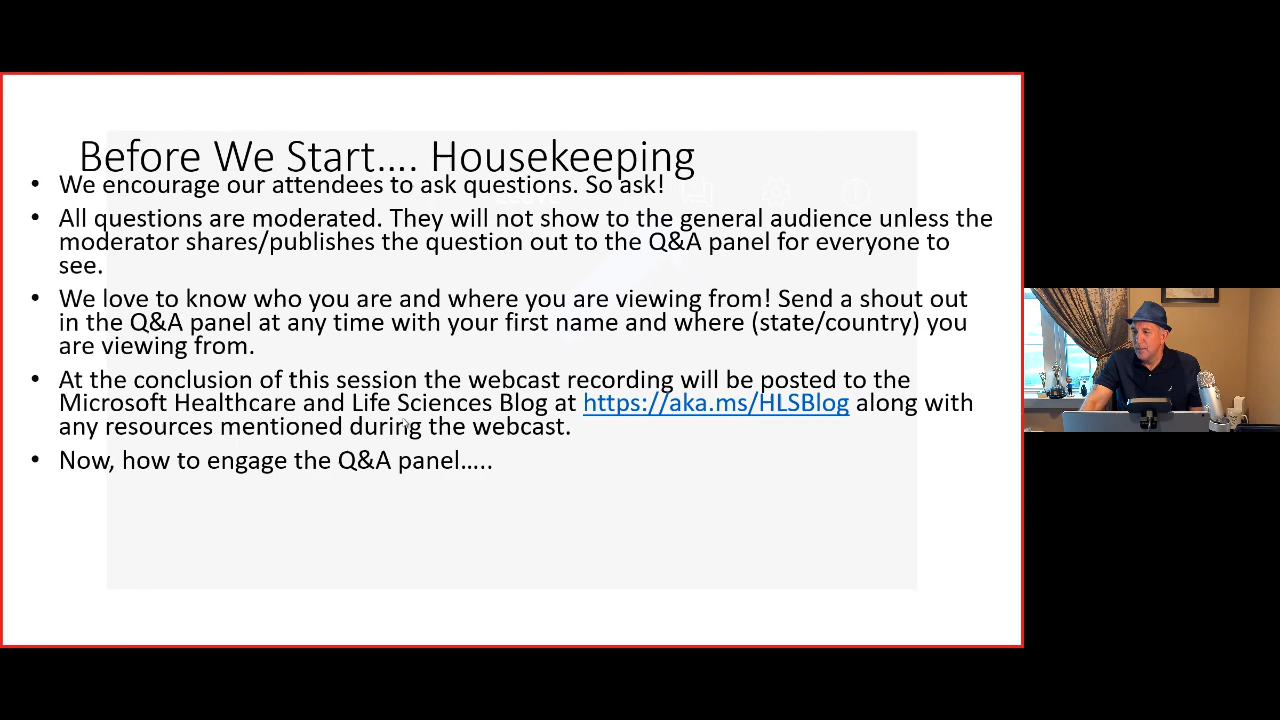 Before We Start…. Housekeeping
• We encourage our attendees to ask questions. So ask!
• All questions are moderated. They will not show to the general audience unless the
moderator shares/publishes the question out to the Q&A panel for everyone to
see.
• We love to know who you are and where you are viewing from! Send a shout out
in the Q&A panel at any time with your first name and where (state/country) you
are viewing from.
• At the conclusion of this session the webcast recording will be posted to the
Microsoft Healthcare and Life Sciences Blog at https://aka.ms/HLSBlog along with
any resources mentioned during the webcast.
• Now, how to engage the Q&A panel…..